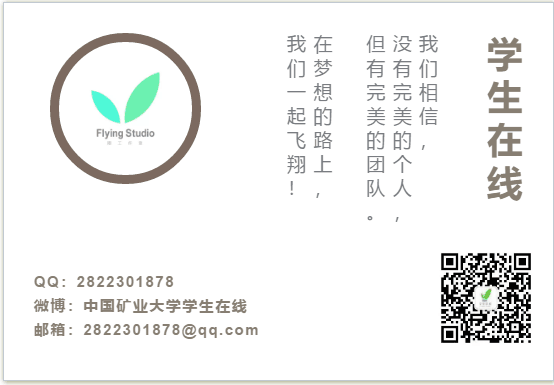 学生在线
我们相信，
没有完美的个人，
但有完美的团队。
在梦想的路上，
我们一起飞翔！
Flying Studio
QQ：2822301878
微博：中国矿业大学学生在线
邮箱：2822301878@qq.com